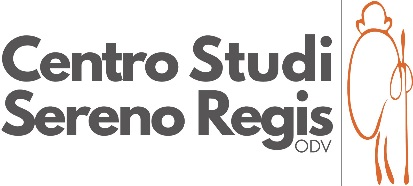 Centro Studi
Sereno Regis
ODV